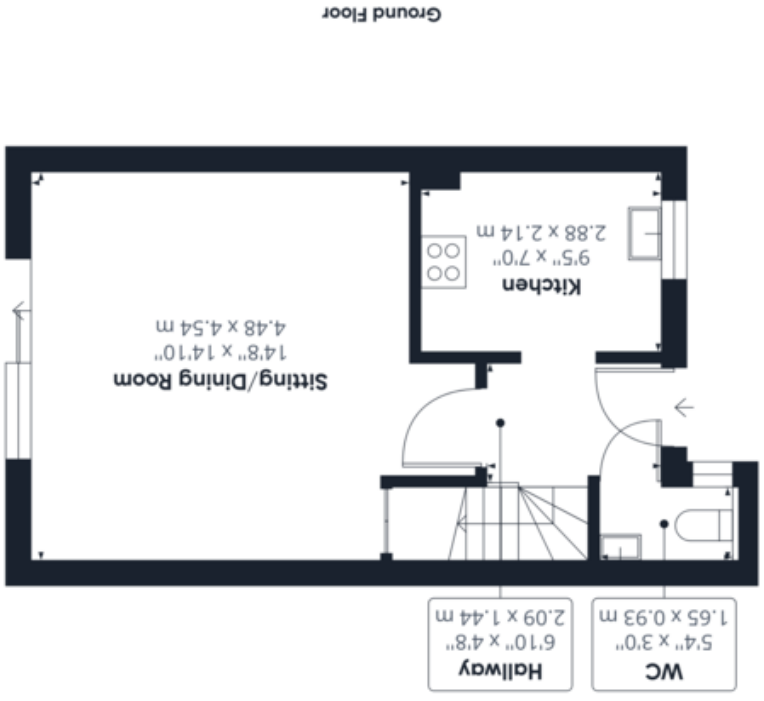 WC
5'4" x 3'0"
1.65 x 0.93 m
Hallway
6'10" x 4'8"
2.09 x 1.44 m
Sitting/Dining Room
14'8" x 14'10"
4.48 x 4.54 m
Kitchen
9'5" x 7'0"
2.88 x 2.14 m
Ground Floor